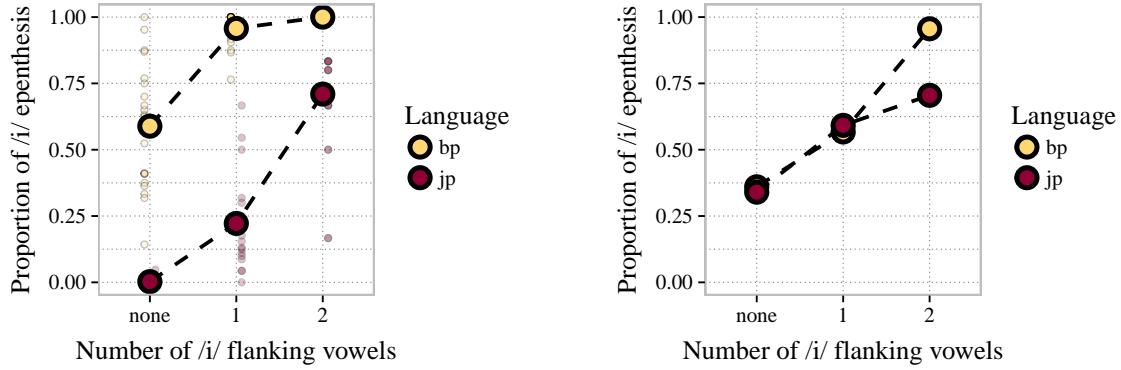 Proportion of /i/ epenthesis
1.00
0.75
0.50
0.25
0.00
none 1 2
Number of /i/ flanking vowels
Language
bp
jp
Proportion of /i/ epenthesis
1.00
0.75
0.50
0.25
0.00
none 1 2
Number of /i/ flanking vowels
Language
bp
jp